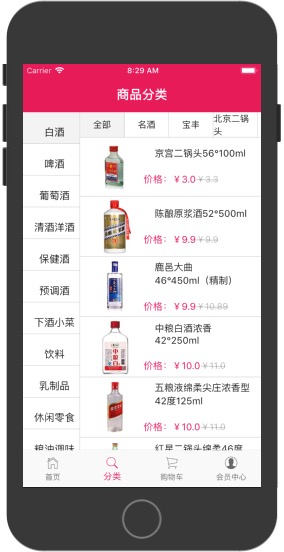 Carrier 8:29 AM
商品分类
白酒
啤酒
葡萄酒
清酒洋酒
保健酒
预调酒
下酒小菜
饮料
乳制品
休闲零食
粮油调味
全部 名酒 宝丰 北京二锅头
京宫二锅头56°100ml
价格：￥3.0 ￥3.3
陈酿原浆酒52°500ml
价格：￥9.9 ￥9.9
鹿邑大曲
46°450ml（精制）
价格：￥9.9 ￥10.89
中粮白酒浓香
42°250ml
价格：￥10.0 ￥11.0
五粮液绵柔尖庄浓香型
42度125ml
价格：￥10.0 ￥11.0
红星二锅头绵柔46度
首页 分类 购物车 会员中心